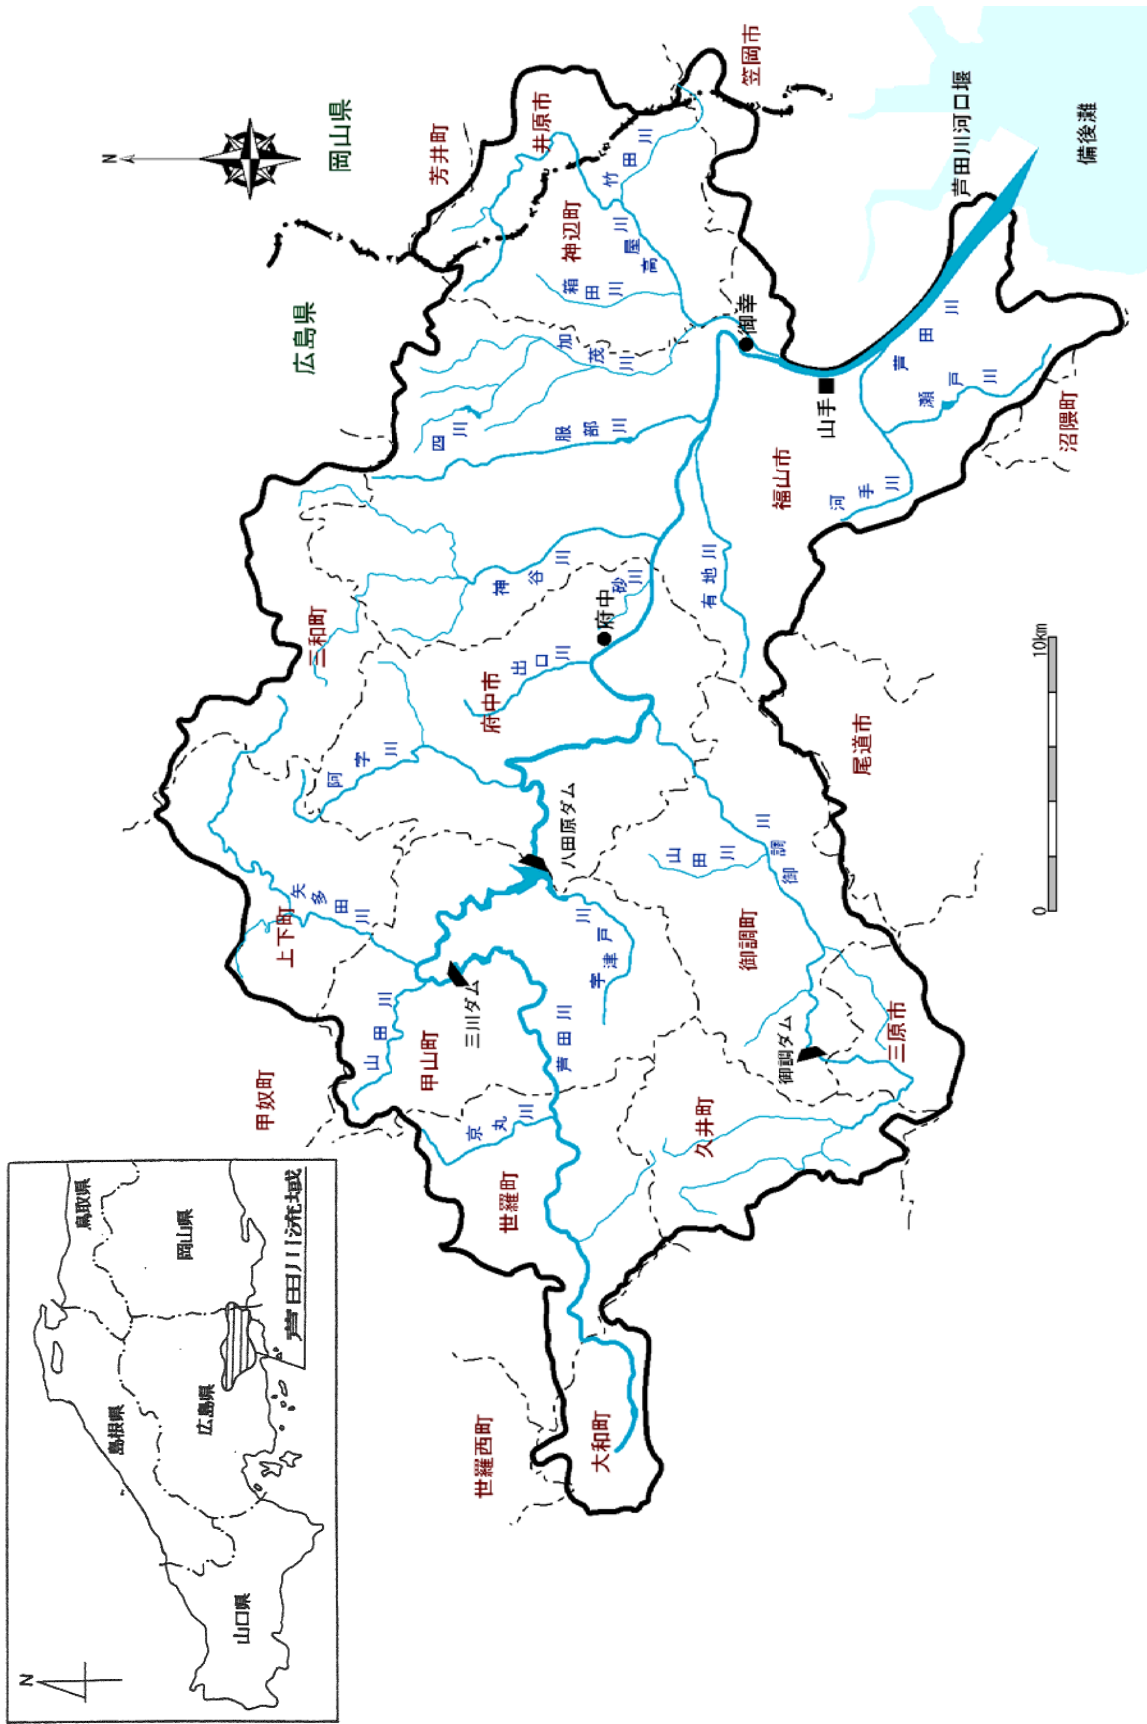 N
鳥取県
岡山県
島根県
広島県
山口県
芦田川流域
N
岡山県
広島県
芳井町
井原市
笠岡市
神辺町
竹田川
高屋川
箱田川
加茂川
四川
服部川
御幸
山手
芦田川
瀬戸川
河手川
福山市
沼隈町
芦田川河口堰
備後灘
三和町
神谷川
砂川
府中
出口川
府中市
有地川
阿字川
尾道市
八田原ダム
山田川
御調川
御調町
矢多田川
上下町
宇津戸川
三川ダム
山田川
甲山町
芦田川
甲奴町
京丸川
世羅町
久井町
御調ダム
三原市
世羅西町
大和町
0
10km